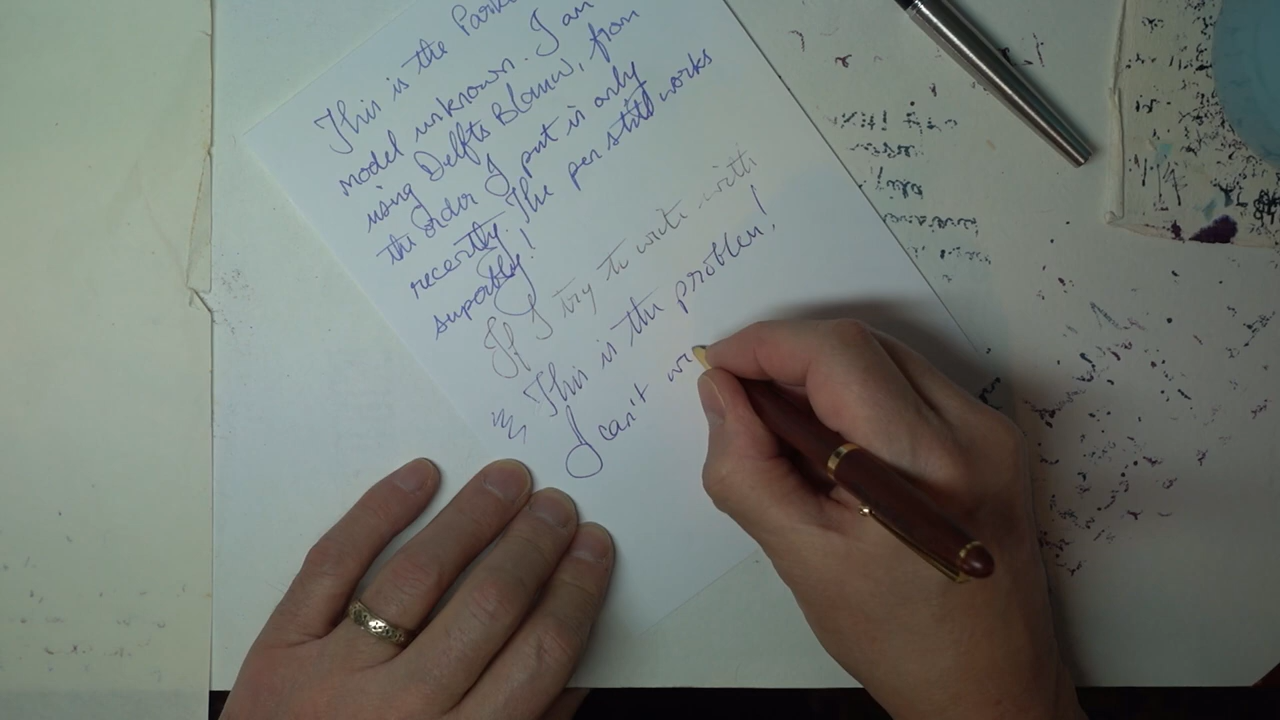 This is the Parke
model unknown. I am
using Delfts Blauw, from
the order I put in only
recently. The pen still works
superbly!
If I try to write with
This is the problem!
I can't wr